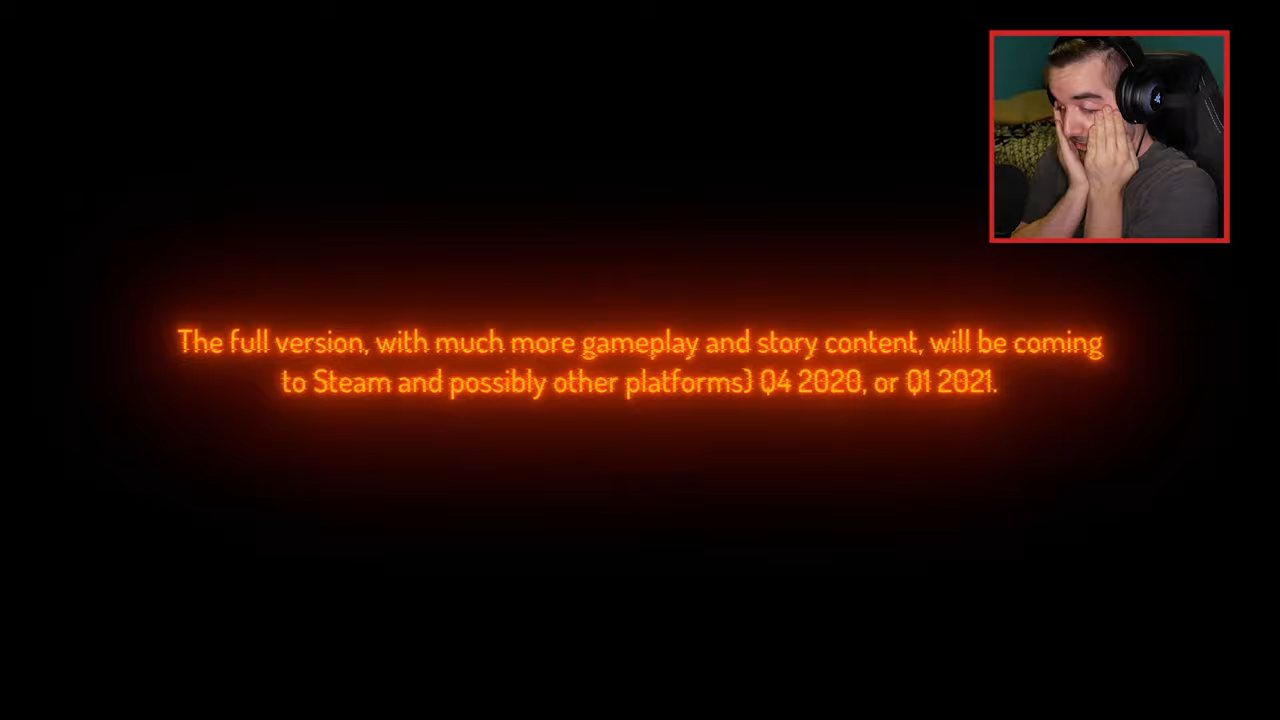 The full version, with much more gameplay and story content, will be coming
to Steam and possibly other platforms) Q4 2020, or Q1 2021.